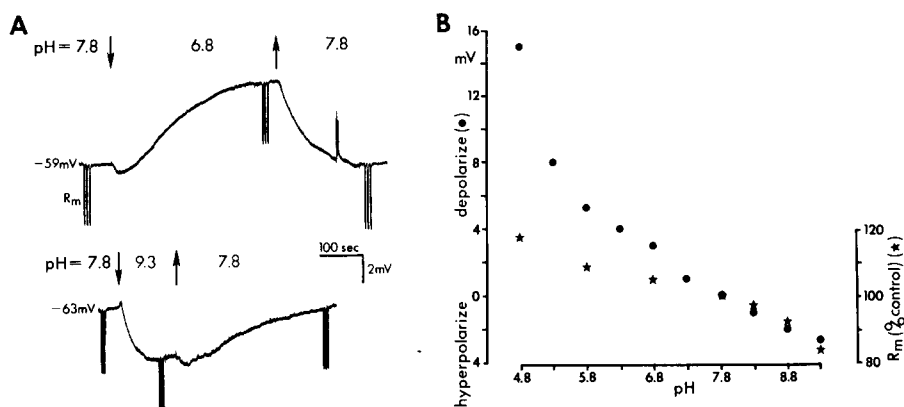 A
pH = 7.8 6.8 7.8
-59mV
Rm
pH = 7.8 9.3 7.8
100 sec
2mV
-63mV
B
16
mV
12
8
4
0
4
depolarize (●)
hyperpolarize
120
100
80
Rm (% control) (★)
4.8 5.8 6.8 7.8 8.8
pH